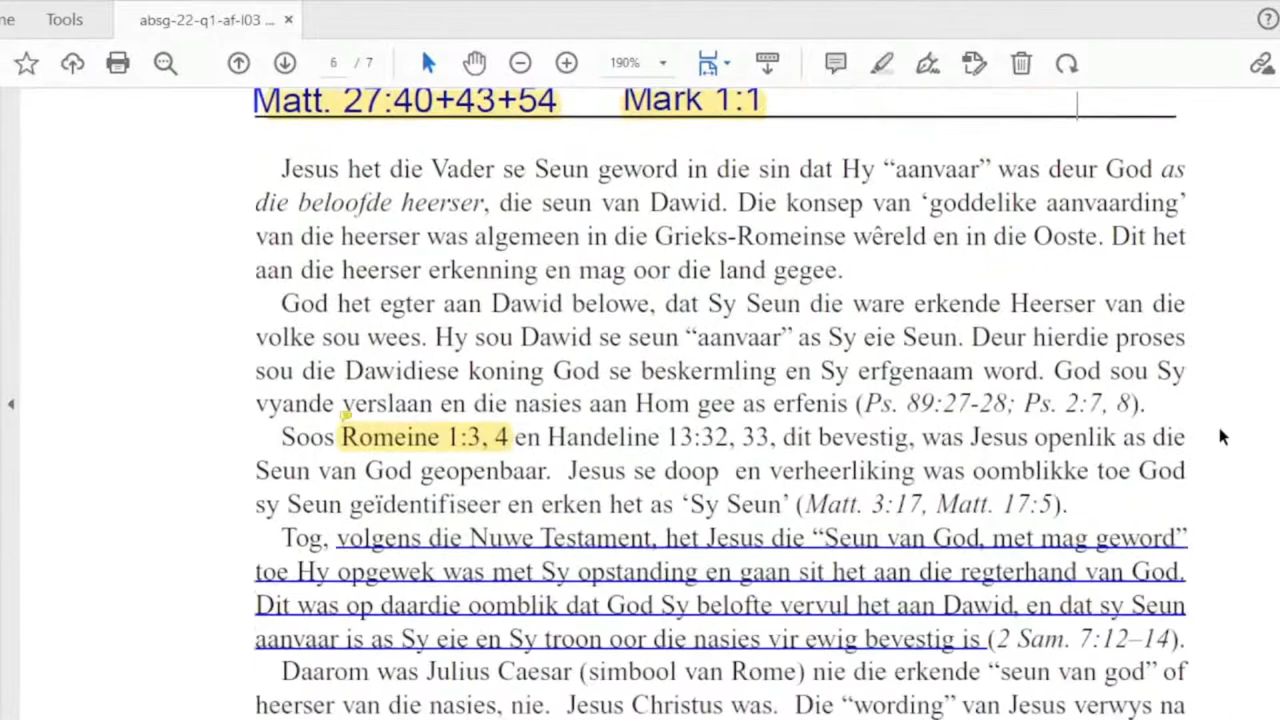 ne Tools absg-22-q1-af-l03 ... ×
6 / 7 190%
Matt. 27:40+43+54 Mark 1:1
Jesus het die Vader se Seun geword in die sin dat Hy “aanvaar” was deur God as
die beloofde heerser, die seun van Dawid. Die konsep van ‘goddelike aanvaarding’
van die heerser was algemeen in die Grieks-Romeinse wêreld en in die Ooste. Dit het
aan die heerser erkenning en mag oor die land gegee.
God het egter aan Dawid belowe, dat Sy Seun die ware erkende Heerser van die
volke sou wees. Hy sou Dawid se seun “aanvaar” as Sy eie Seun. Deur hierdie proses
sou die Dawidiese koning God se beskermling en Sy erfgenaam word. God sou Sy
vyande verslaan en die nasies aan Hom gee as erfenis (Ps. 89:27-28; Ps. 2:7, 8).
Soos Romeine 1:3, 4 en Handeline 13:32, 33, dit bevestig, was Jesus openlik as die
Seun van God geopenbaar. Jesus se doop en verheerliking was oomblikke toe God
sy Seun geïdentifiseer en erken het as ‘Sy Seun’ (Matt. 3:17, Matt. 17:5).
Tog, volgens die Nuwe Testament, het Jesus die “Seun van God, met mag geword”
toe Hy opgewek was met Sy opstanding en gaan sit het aan die regterhand van God.
Dit was op daardie oomblik dat God Sy belofte vervul het aan Dawid, en dat sy Seun
aanvaar is as Sy eie en Sy troon oor die nasies vir ewig bevestig is (2 Sam. 7:12–14).
Daarom was Julius Caesar (simbool van Rome) nie die erkende “seun van god” of
heerser van die nasies, nie. Jesus Christus was. Die “wording” van Jesus verwys na